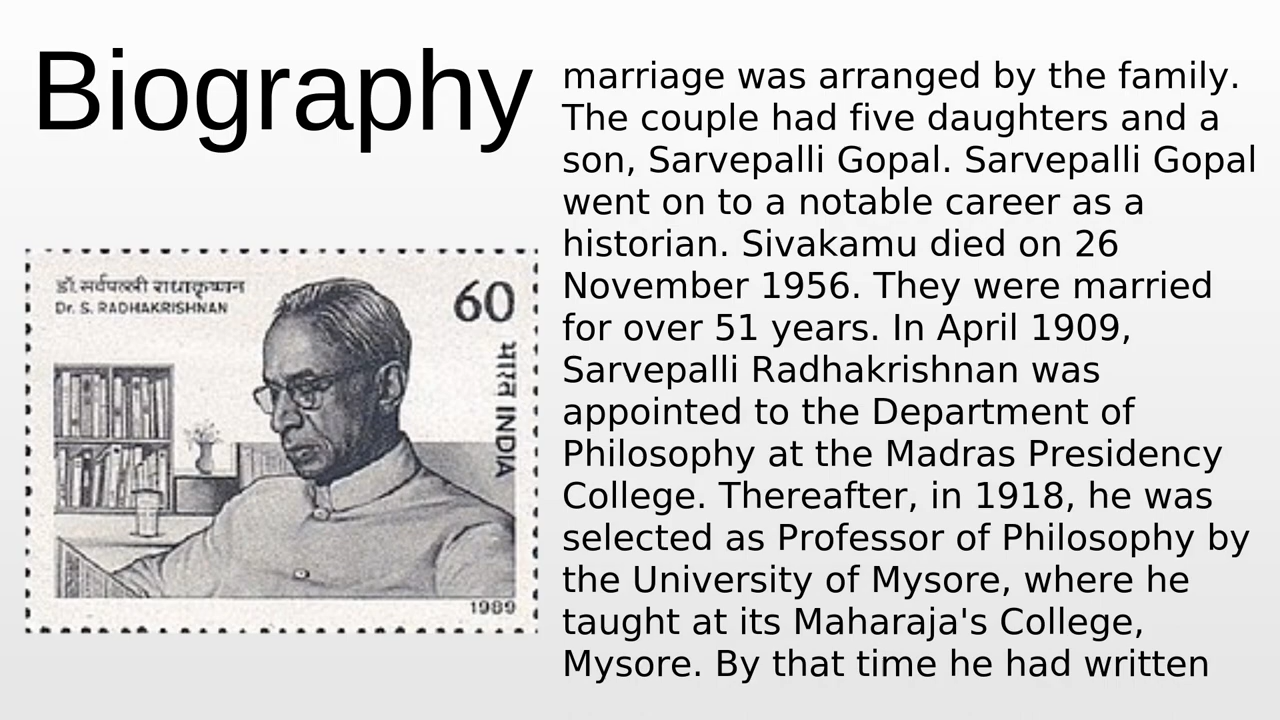 Biography
डॉ. सर्वपल्ली राधाकृष्णन
Dr. S. RADHAKRISHNAN
60
भारत INDIA
1989
marriage was arranged by the family.
The couple had five daughters and a
son, Sarvepalli Gopal. Sarvepalli Gopal
went on to a notable career as a
historian. Sivakamu died on 26
November 1956. They were married
for over 51 years. In April 1909,
Sarvepalli Radhakrishnan was
appointed to the Department of
Philosophy at the Madras Presidency
College. Thereafter, in 1918, he was
selected as Professor of Philosophy by
the University of Mysore, where he
taught at its Maharaja's College,
Mysore. By that time he had written